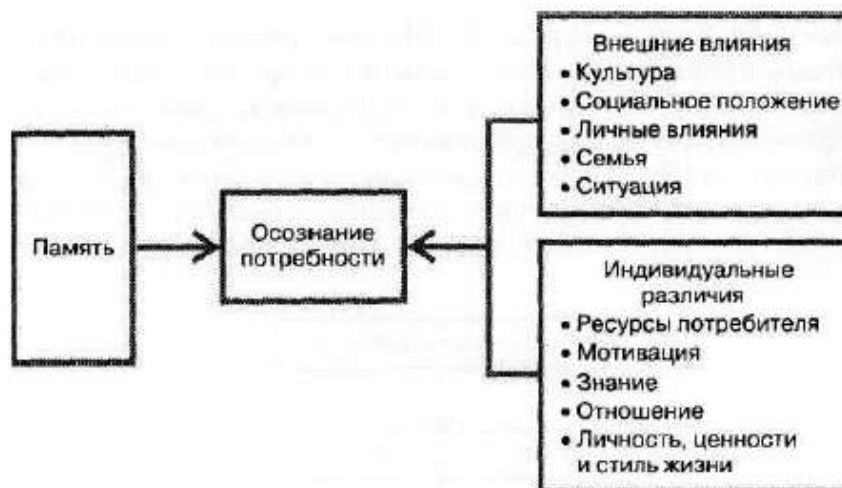 Память
Осознание
потребности
Внешние влияния
• Культура
• Социальное положение
• Личные влияния
• Семья
• Ситуация
Индивидуальные
различия
• Ресурсы потребителя
• Мотивация
• Знание
• Отношение
• Личность, ценности
и стиль жизни